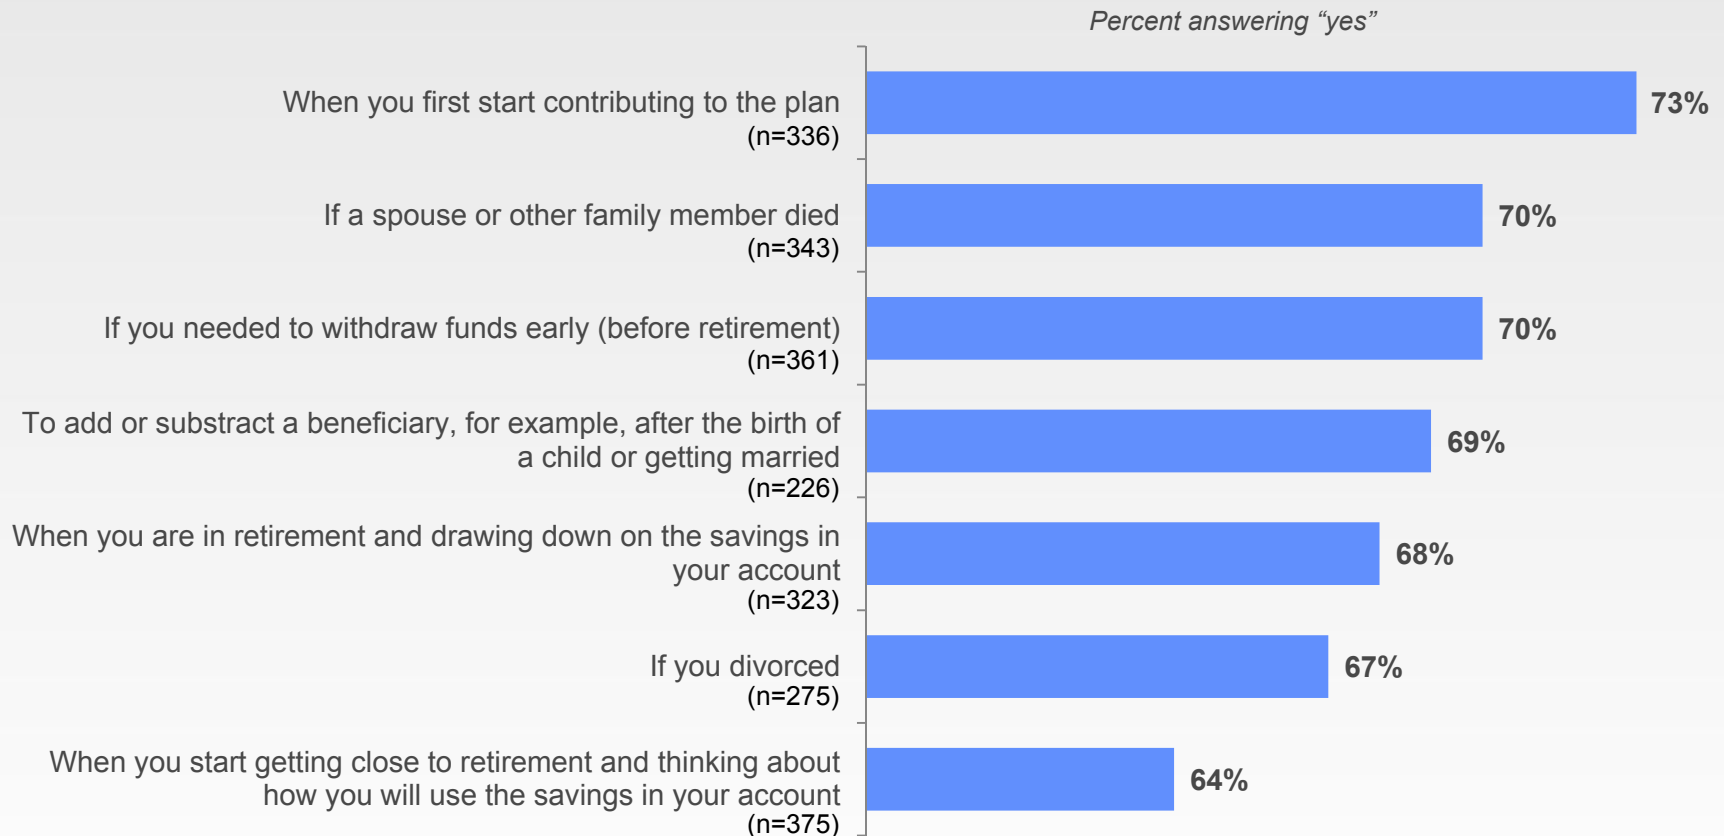 Percent answering “yes”
When you first start contributing to the plan
(n=336)
73%
If a spouse or other family member died
(n=343)
70%
If you needed to withdraw funds early (before retirement)
(n=361)
70%
To add or substract a beneficiary, for example, after the birth of
a child or getting married
(n=226)
69%
When you are in retirement and drawing down on the savings in
your account
(n=323)
68%
If you divorced
(n=275)
67%
When you start getting close to retirement and thinking about
how you will use the savings in your account
(n=375)
64%